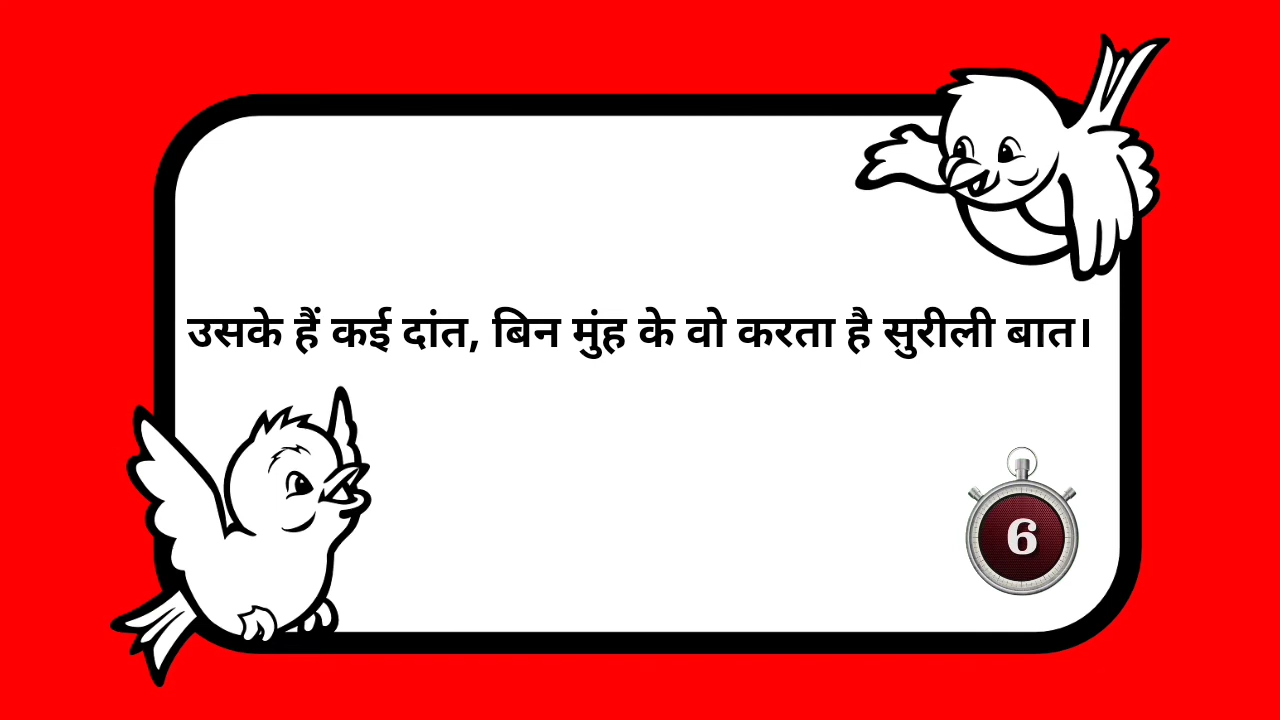 उसके हैं कई दांत, बिन मुंह के वो करता है सुरीली बात।
6